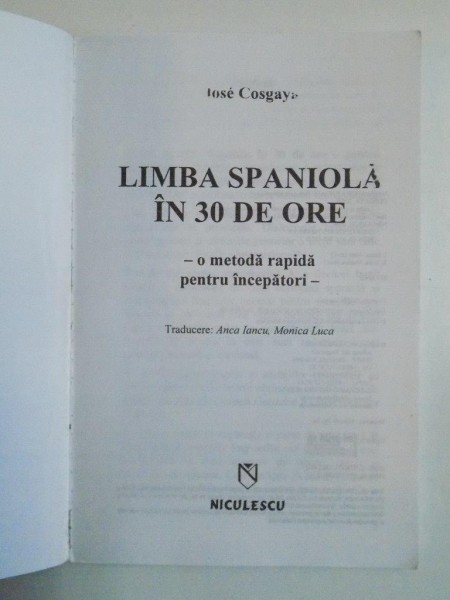 José Cosgaya
LIMBA SPANIOLĂ
ÎN 30 DE ORE
– o metodă rapidă
pentru începători –
Traducere: Anca Iancu, Monica Luca
NICULESCU